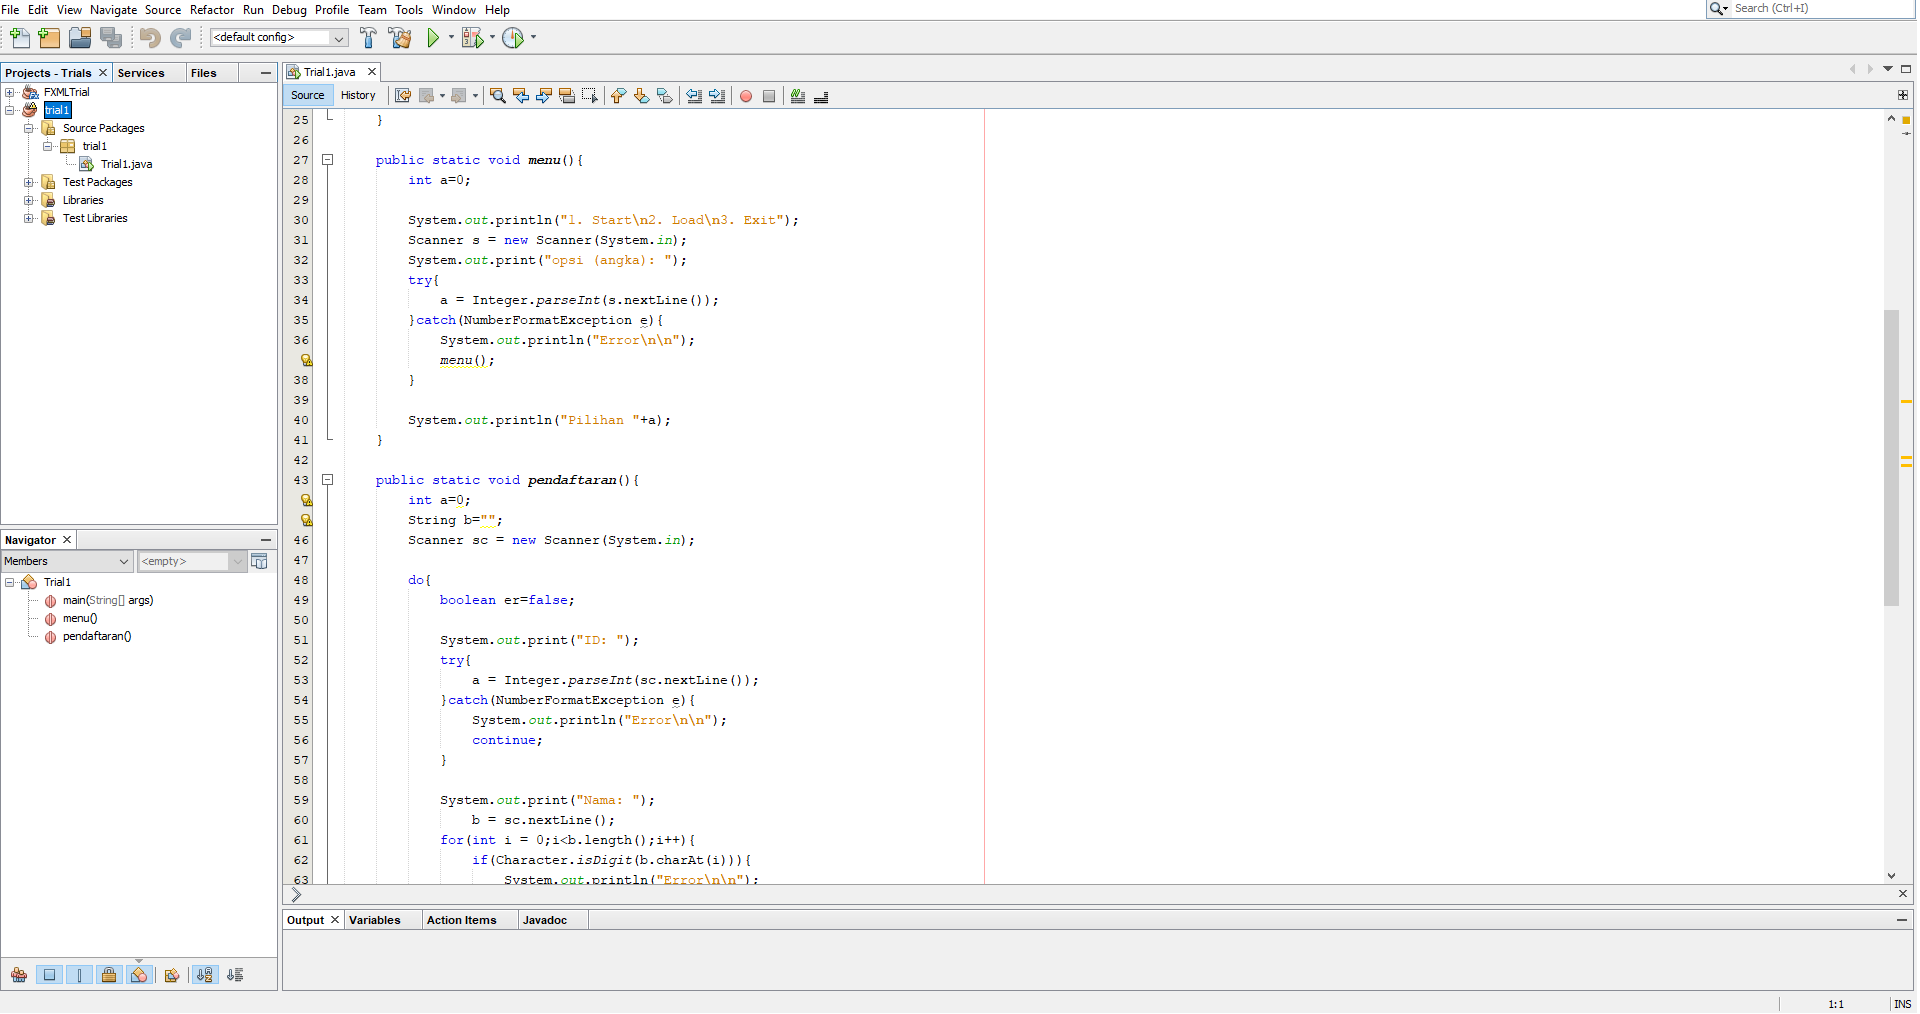 File Edit View Navigate Source Refactor Run Debug Profile Team Tools Window Help
Search (Ctrl+I)
<default config>
Projects - Trials Services Files
FXMLTrial
trial1
Source Packages
trial1
Trial1.java
Test Packages
Libraries
Test Libraries
Navigator
Members <empty>
Trial1
main(String[] args)
menu()
pendaftaran()
Trial1.java
Source History
25 }
26
27 public static void menu(){
28 int a=0;
29
30 System.out.println("1. Start\n2. Load\n3. Exit");
31 Scanner s = new Scanner(System.in);
32 System.out.print("opsi (angka): ");
33 try{
34 a = Integer.parseInt(s.nextLine());
35 }catch(NumberFormatException e){
36 System.out.println("Error\n\n");
menu();
38 }
39
40 System.out.println("Pilihan "+a);
41 }
42
43 public static void pendaftaran(){
int a=0;
String b="";
46 Scanner sc = new Scanner(System.in);
47
48 do{
49 boolean er=false;
50
51 System.out.print("ID: ");
52 try{
53 a = Integer.parseInt(sc.nextLine());
54 }catch(NumberFormatException e){
55 System.out.println("Error\n\n");
56 continue;
57 }
58
59 System.out.print("Nama: ");
60 b = sc.nextLine();
61 for(int i = 0;i<b.length();i++){
62 if(Character.isDigit(b.charAt(i))){
63 System.out.println("Error\n\n");
Output Variables Action Items Javadoc
1:1 INS